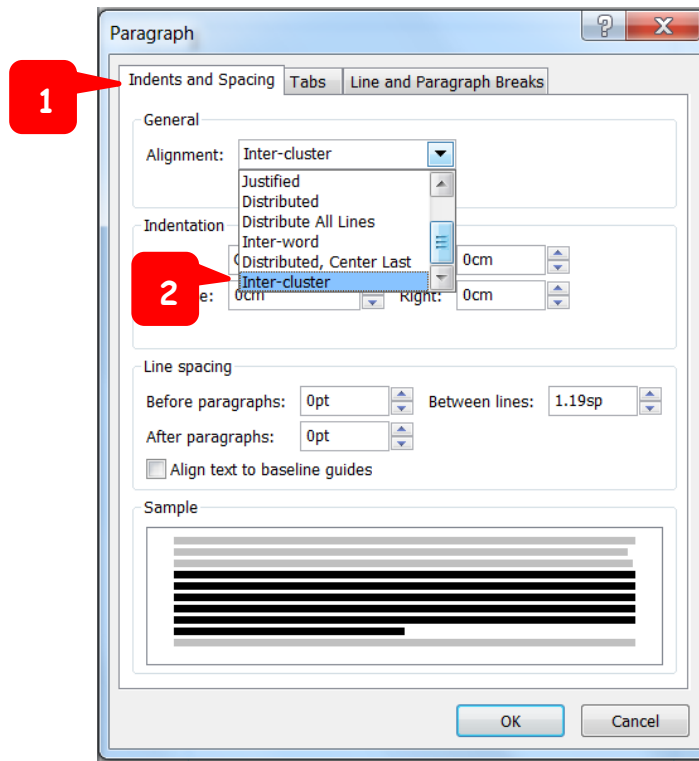 Paragraph
Indents and Spacing Tabs Line and Paragraph Breaks
1
General
Alignment: Inter-cluster
Justified
Distributed
Distribute All Lines
Inter-word
Distributed, Center Last
Inter-cluster
Indentation
0cm
2
0cm Right: 0cm
Line spacing
Before paragraphs: 0pt Between lines: 1.19sp
After paragraphs: 0pt
Align text to baseline guides
Sample
OK Cancel